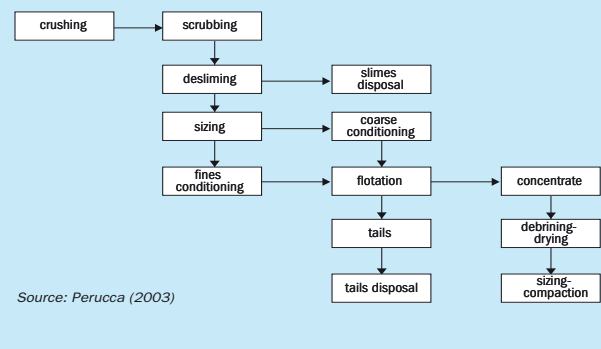 crushing
scrubbing
desliming
slimes
disposal
sizing
coarse
conditioning
fines
conditioning
flotation
concentrate
tails
debrining-
drying
tails disposal
sizing-
compaction
Source: Perucca (2003)